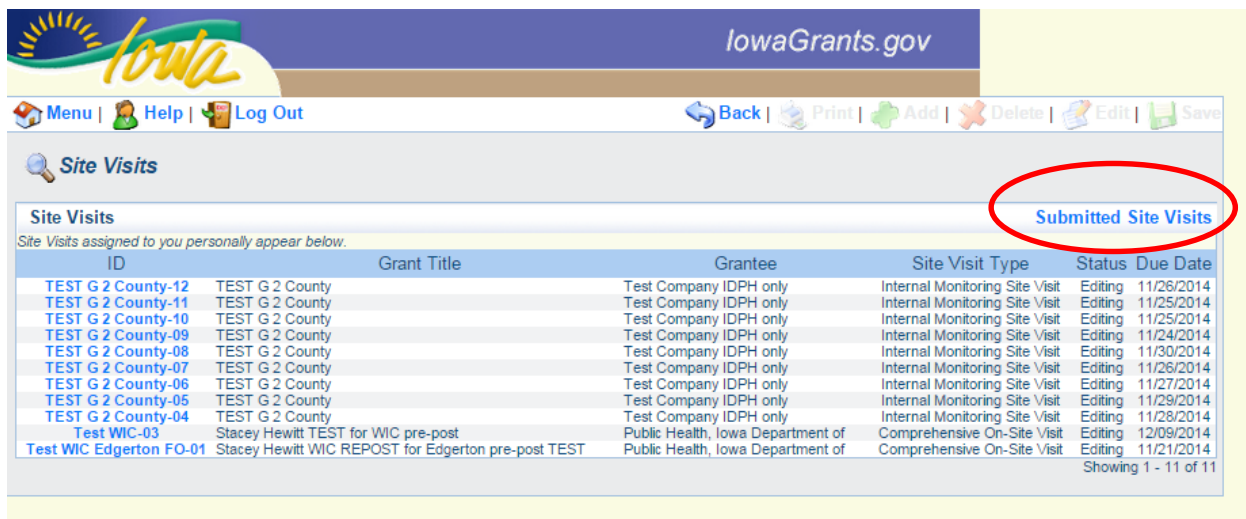 Iowa
IowaGrants.gov
Menu | Help | Log Out Back | Print | Add | Delete | Edit | Save
Site Visits
Site Visits Submitted Site Visits
Site Visits assigned to you personally appear below.
ID Grant Title Grantee Site Visit Type Status Due Date
TEST G 2 County-12 TEST G 2 County Test Company IDPH only Internal Monitoring Site Visit Editing 11/26/2014
TEST G 2 County-11 TEST G 2 County Test Company IDPH only Internal Monitoring Site Visit Editing 11/25/2014
TEST G 2 County-10 TEST G 2 County Test Company IDPH only Internal Monitoring Site Visit Editing 11/25/2014
TEST G 2 County-09 TEST G 2 County Test Company IDPH only Internal Monitoring Site Visit Editing 11/24/2014
TEST G 2 County-08 TEST G 2 County Test Company IDPH only Internal Monitoring Site Visit Editing 11/30/2014
TEST G 2 County-07 TEST G 2 County Test Company IDPH only Internal Monitoring Site Visit Editing 11/26/2014
TEST G 2 County-06 TEST G 2 County Test Company IDPH only Internal Monitoring Site Visit Editing 11/27/2014
TEST G 2 County-05 TEST G 2 County Test Company IDPH only Internal Monitoring Site Visit Editing 11/29/2014
TEST G 2 County-04 TEST G 2 County Test Company IDPH only Internal Monitoring Site Visit Editing 11/28/2014
Test WIC-03 Stacey Hewitt TEST for WIC pre-post Public Health, Iowa Department of Comprehensive On-Site Visit Editing 12/09/2014
Test WIC Edgerton FO-01 Stacey Hewitt WIC REPOST for Edgerton pre-post TEST Public Health, Iowa Department of Comprehensive On-Site Visit Editing 11/21/2014
Showing 1 - 11 of 11